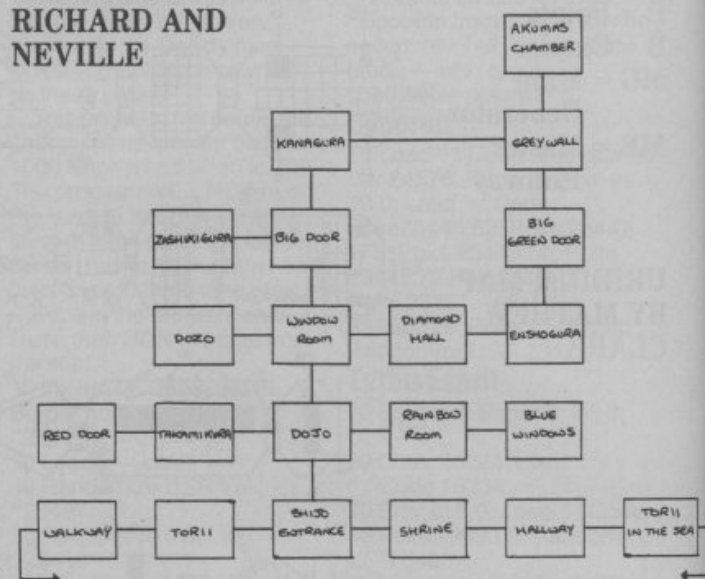 RICHARD AND
NEVILLE
AKUMAS
CHAMBER
KANAGURA
GREYWALL
ZASHIKIGURA
BIG DOOR
BIG
GREEN DOOR
DOZO
WINDOW
ROOM
DIAMOND
HALL
ENSHOGURA
RED DOOR
TAKAMIKURA
DOJO
RAINBOW
ROOM
BLUE
WINDOWS
WALKWAY
TORII
SHIJO
ENTRANCE
SHRINE
HALLWAY
TORII
IN THE SEA